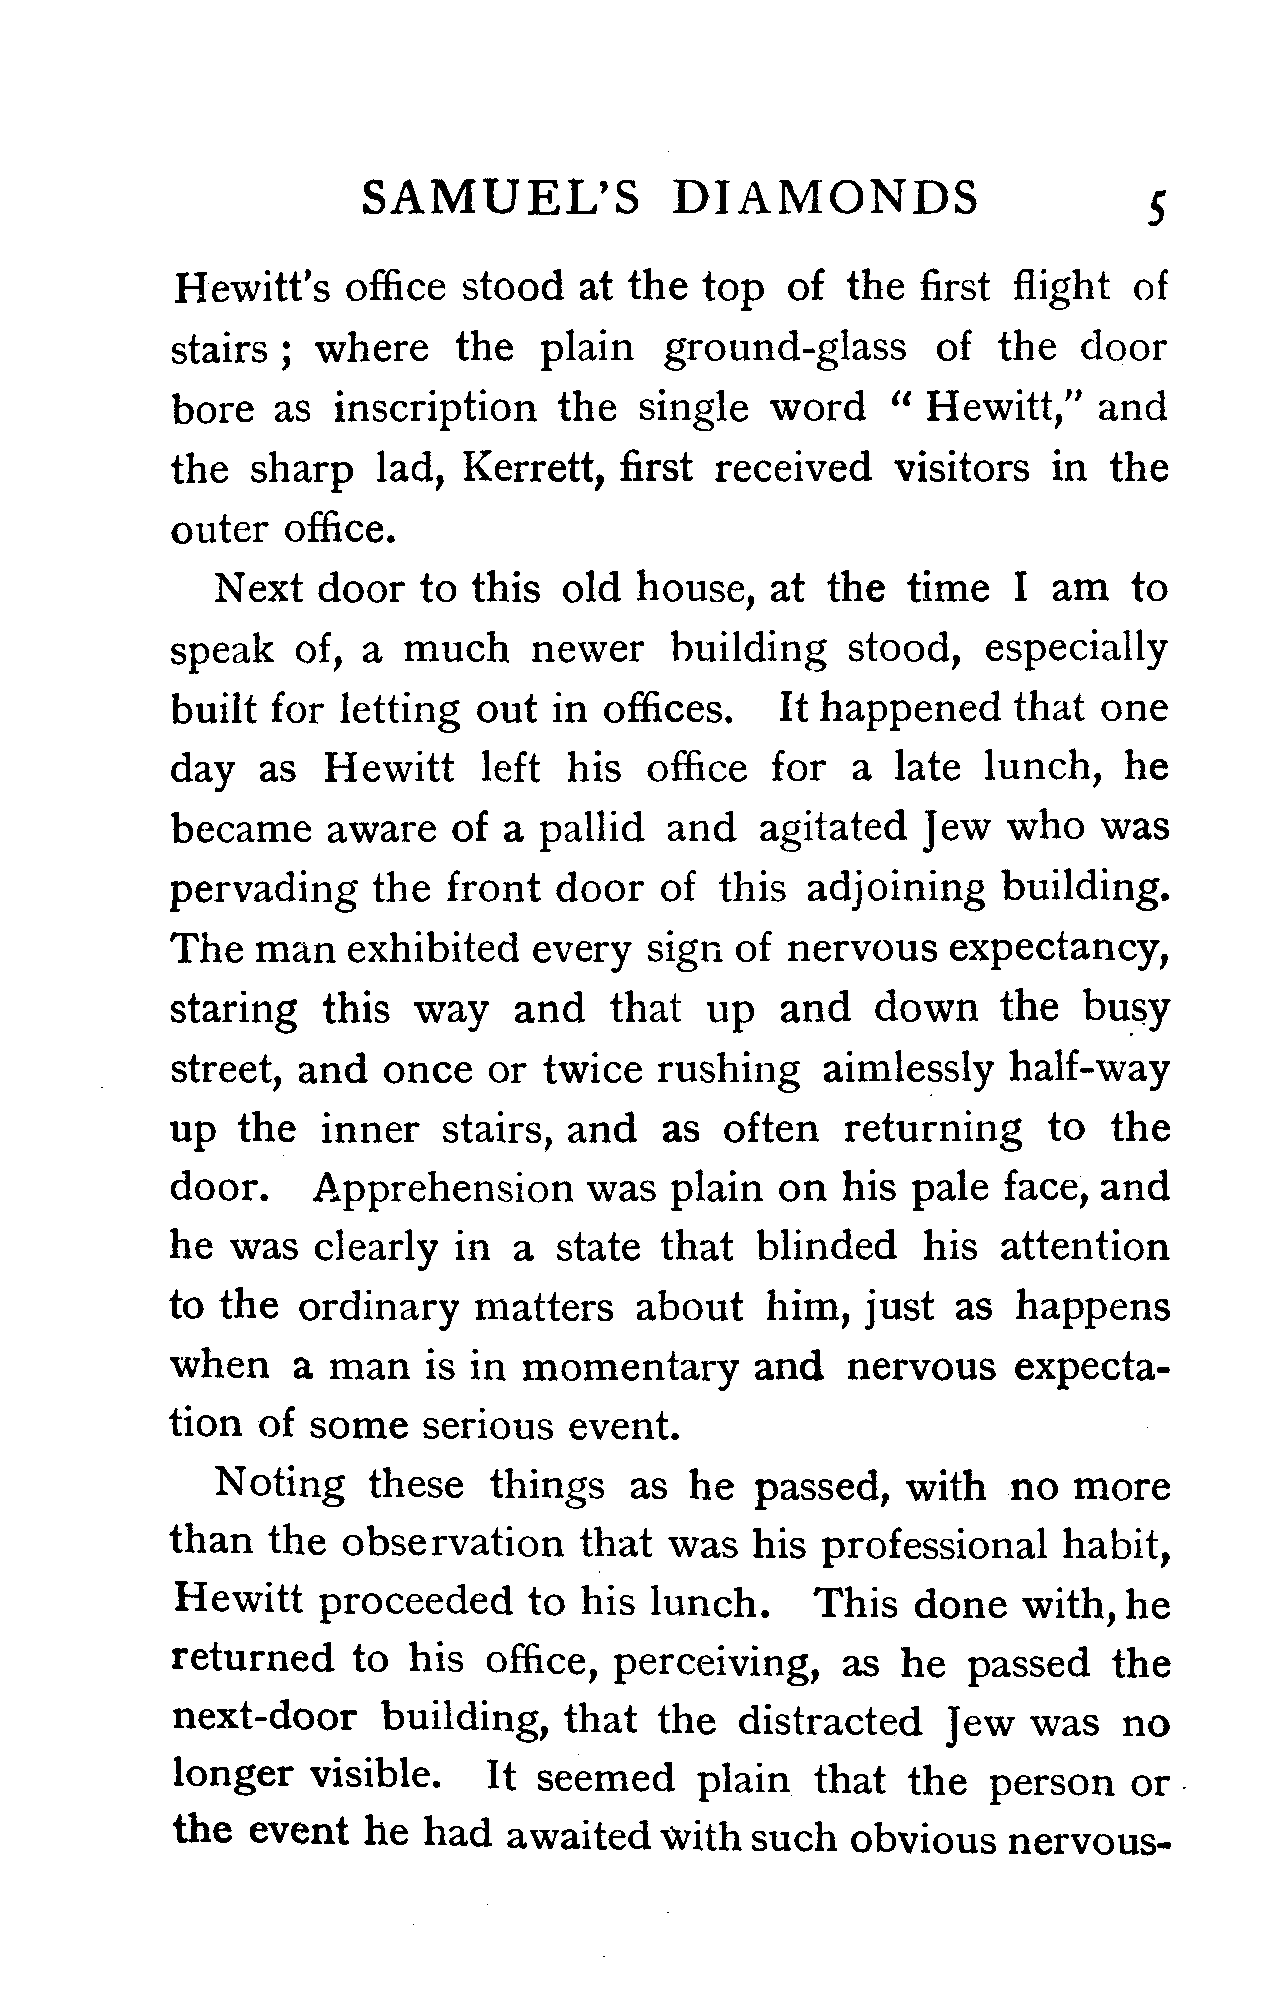 SAMUEL'S DIAMONDS 5
Hewitt's office stood at the top of the first flight of
stairs ; where the plain ground-glass of the door
bore as inscription the single word “ Hewitt,” and
the sharp lad, Kerrett, first received visitors in the
outer office.
Next door to this old house, at the time I am to
speak of, a much newer building stood, especially
built for letting out in offices. It happened that one
day as Hewitt left his office for a late lunch, he
became aware of a pallid and agitated Jew who was
pervading the front door of this adjoining building.
The man exhibited every sign of nervous expectancy,
staring this way and that up and down the busy
street, and once or twice rushing aimlessly half-way
up the inner stairs, and as often returning to the
door. Apprehension was plain on his pale face, and
he was clearly in a state that blinded his attention
to the ordinary matters about him, just as happens
when a man is in momentary and nervous expecta-
tion of some serious event.
Noting these things as he passed, with no more
than the observation that was his professional habit,
Hewitt proceeded to his lunch. This done with, he
returned to his office, perceiving, as he passed the
next-door building, that the distracted Jew was no
longer visible. It seemed plain that the person or
the event he had awaited with such obvious nervous-